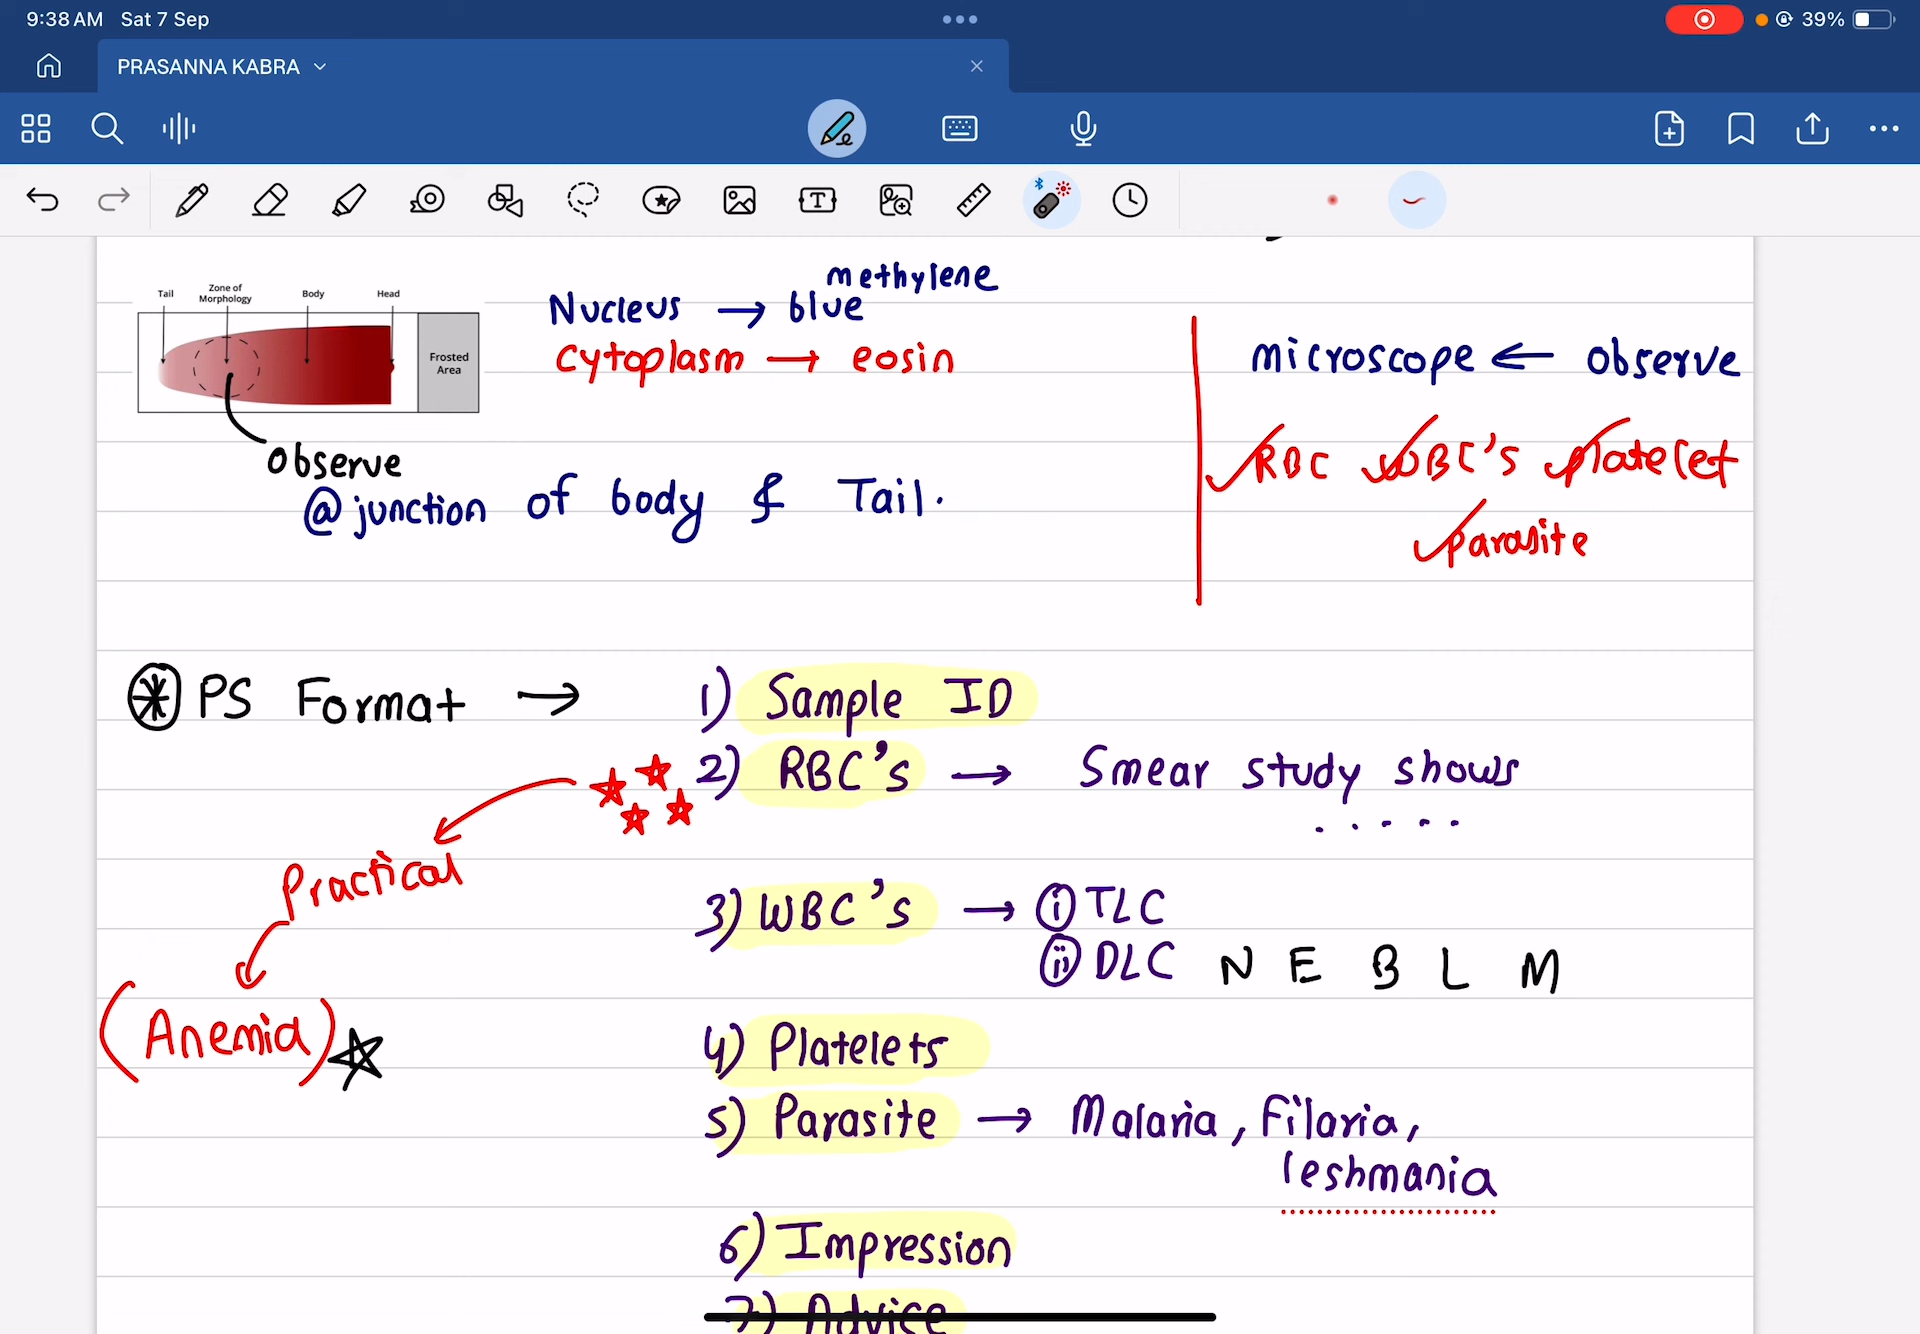 9:38 AM Sat 7 Sep
39%
PRASANNA KABRA
Tail
Zone of
Morphology
Body
Head
Frosted
Area
methylene
Nucleus → blue
cytoplasm → eosin
observe
@ junction of body & Tail.
microscope ← observe
RBC WBC's platelet
parasite
PS Format →
1) Sample ID
2) RBC's → Smear study shows
.....
Practical
(Anemia)
3) WBC's → i TLC
ii DLC N E B L M
4) Platelets
5) Parasite → Malaria, Filaria,
leshmania
6) Impression
7) Advice